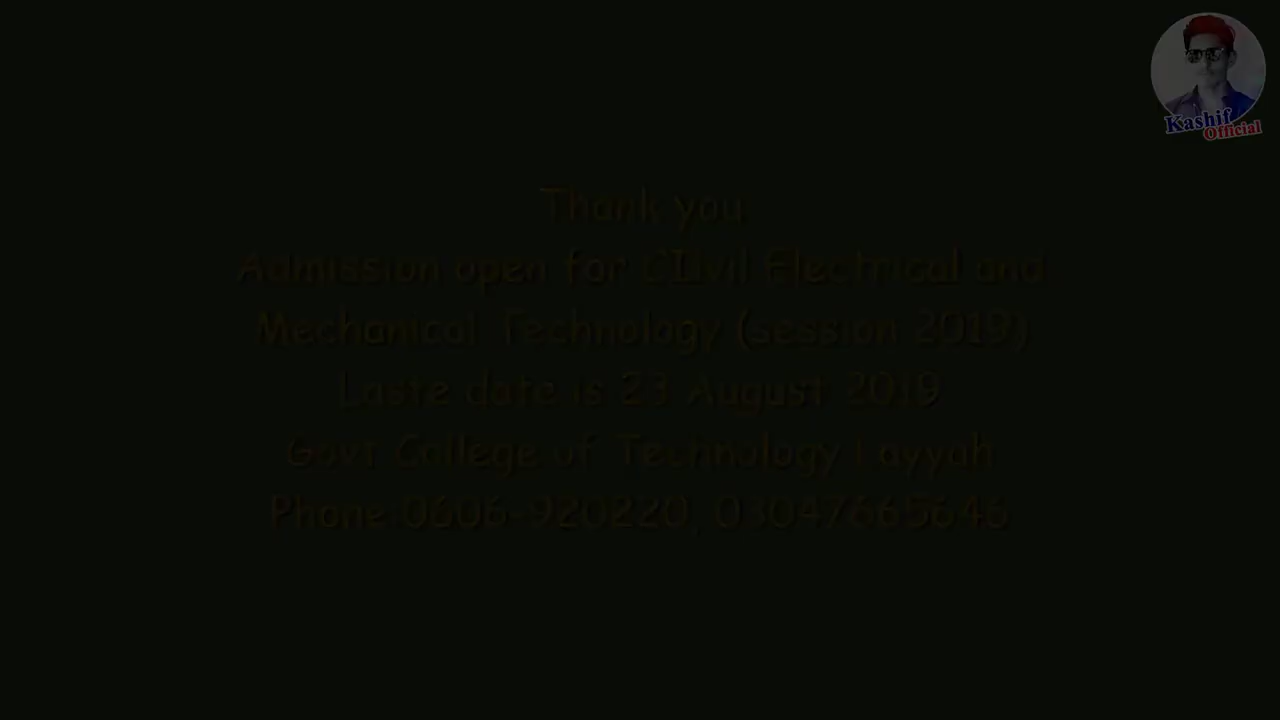 Kashif
Official
Thank you
Admission open for CIIvil Electrical and
Mechanical Technology (session 2019)
Laste date is 23 August 2019
Govt College of Technology Layyah
Phone:0606-920220, 03047665646